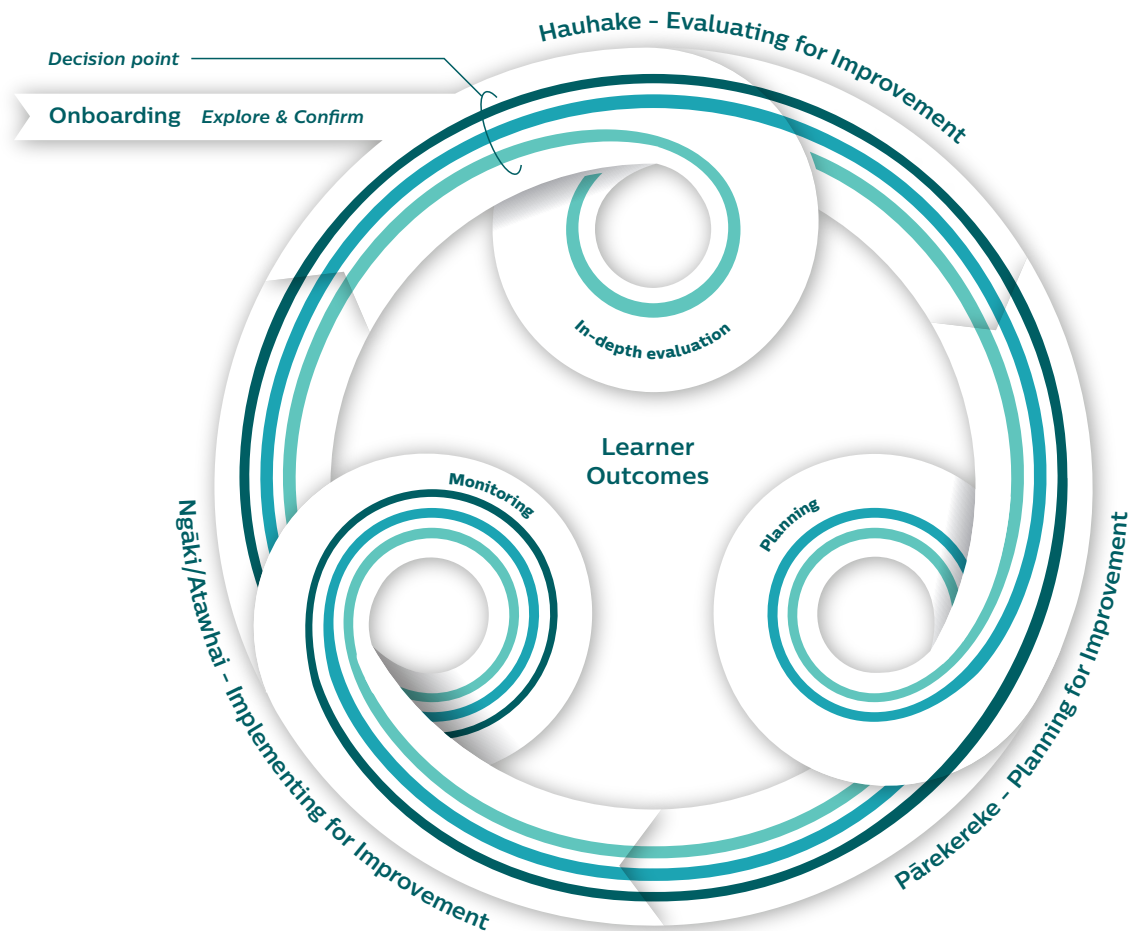 Hauhake - Evaluating for Improvement
Decision point
Onboarding Explore & Confirm
In-depth evaluation
Learner
Outcomes
Monitoring
Planning
Ngāki/Atawhai - Implementing for Improvement
Pārekereke - Planning for Improvement